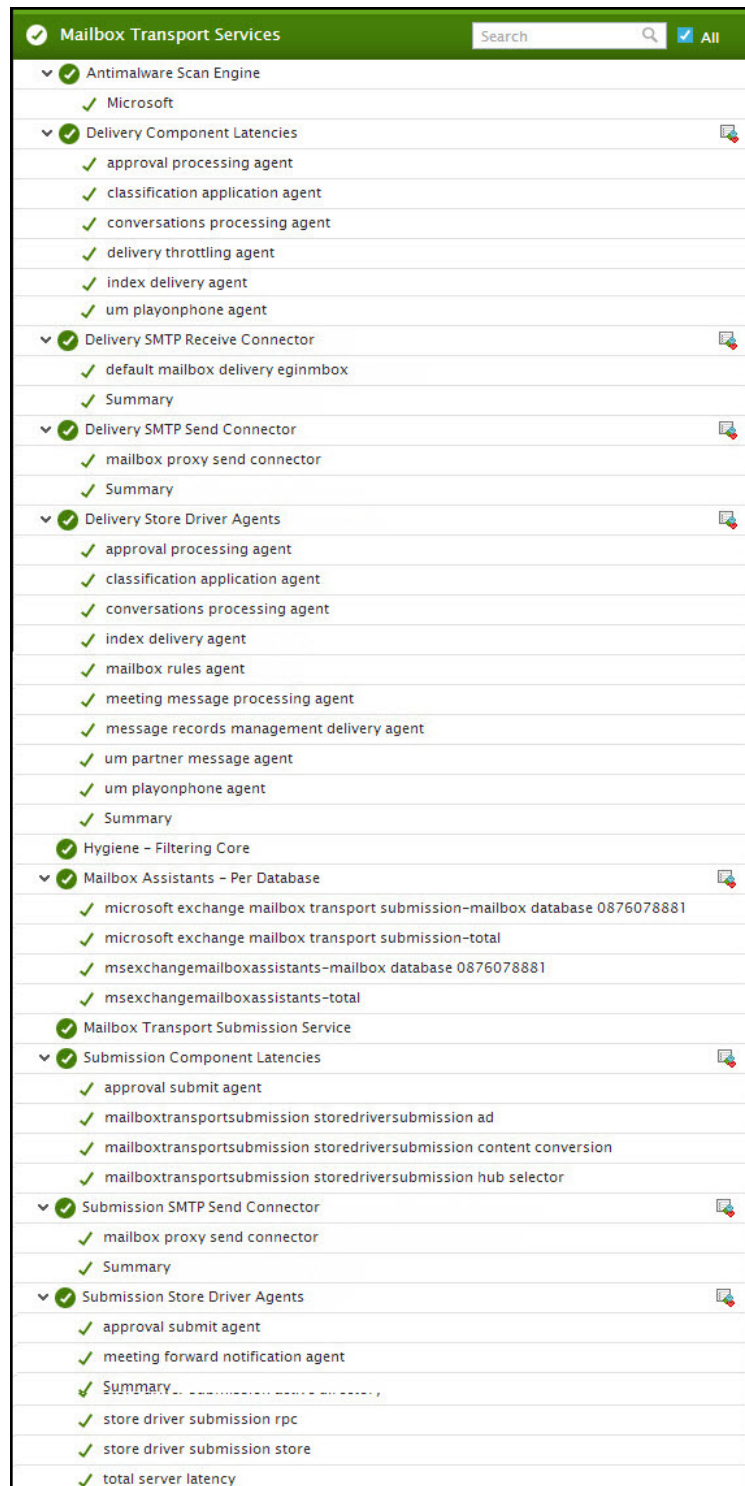 Mailbox Transport Services Search All
Antimalware Scan Engine
Microsoft
Delivery Component Latencies
approval processing agent
classification application agent
conversations processing agent
delivery throttling agent
index delivery agent
um playonphone agent
Delivery SMTP Receive Connector
default mailbox delivery eginmbox
Summary
Delivery SMTP Send Connector
mailbox proxy send connector
Summary
Delivery Store Driver Agents
approval processing agent
classification application agent
conversations processing agent
index delivery agent
mailbox rules agent
meeting message processing agent
message records management delivery agent
um partner message agent
um playonphone agent
Summary
Hygiene – Filtering Core
Mailbox Assistants – Per Database
microsoft exchange mailbox transport submission-mailbox database 0876078881
microsoft exchange mailbox transport submission-total
msexchangemailboxassistants-mailbox database 0876078881
msexchangemailboxassistants-total
Mailbox Transport Submission Service
Submission Component Latencies
approval submit agent
mailboxtransportsubmission storedriversubmission ad
mailboxtransportsubmission storedriversubmission content conversion
mailboxtransportsubmission storedriversubmission hub selector
Submission SMTP Send Connector
mailbox proxy send connector
Summary
Submission Store Driver Agents
approval submit agent
meeting forward notification agent
Summary
store driver submission rpc
store driver submission store
total server latency